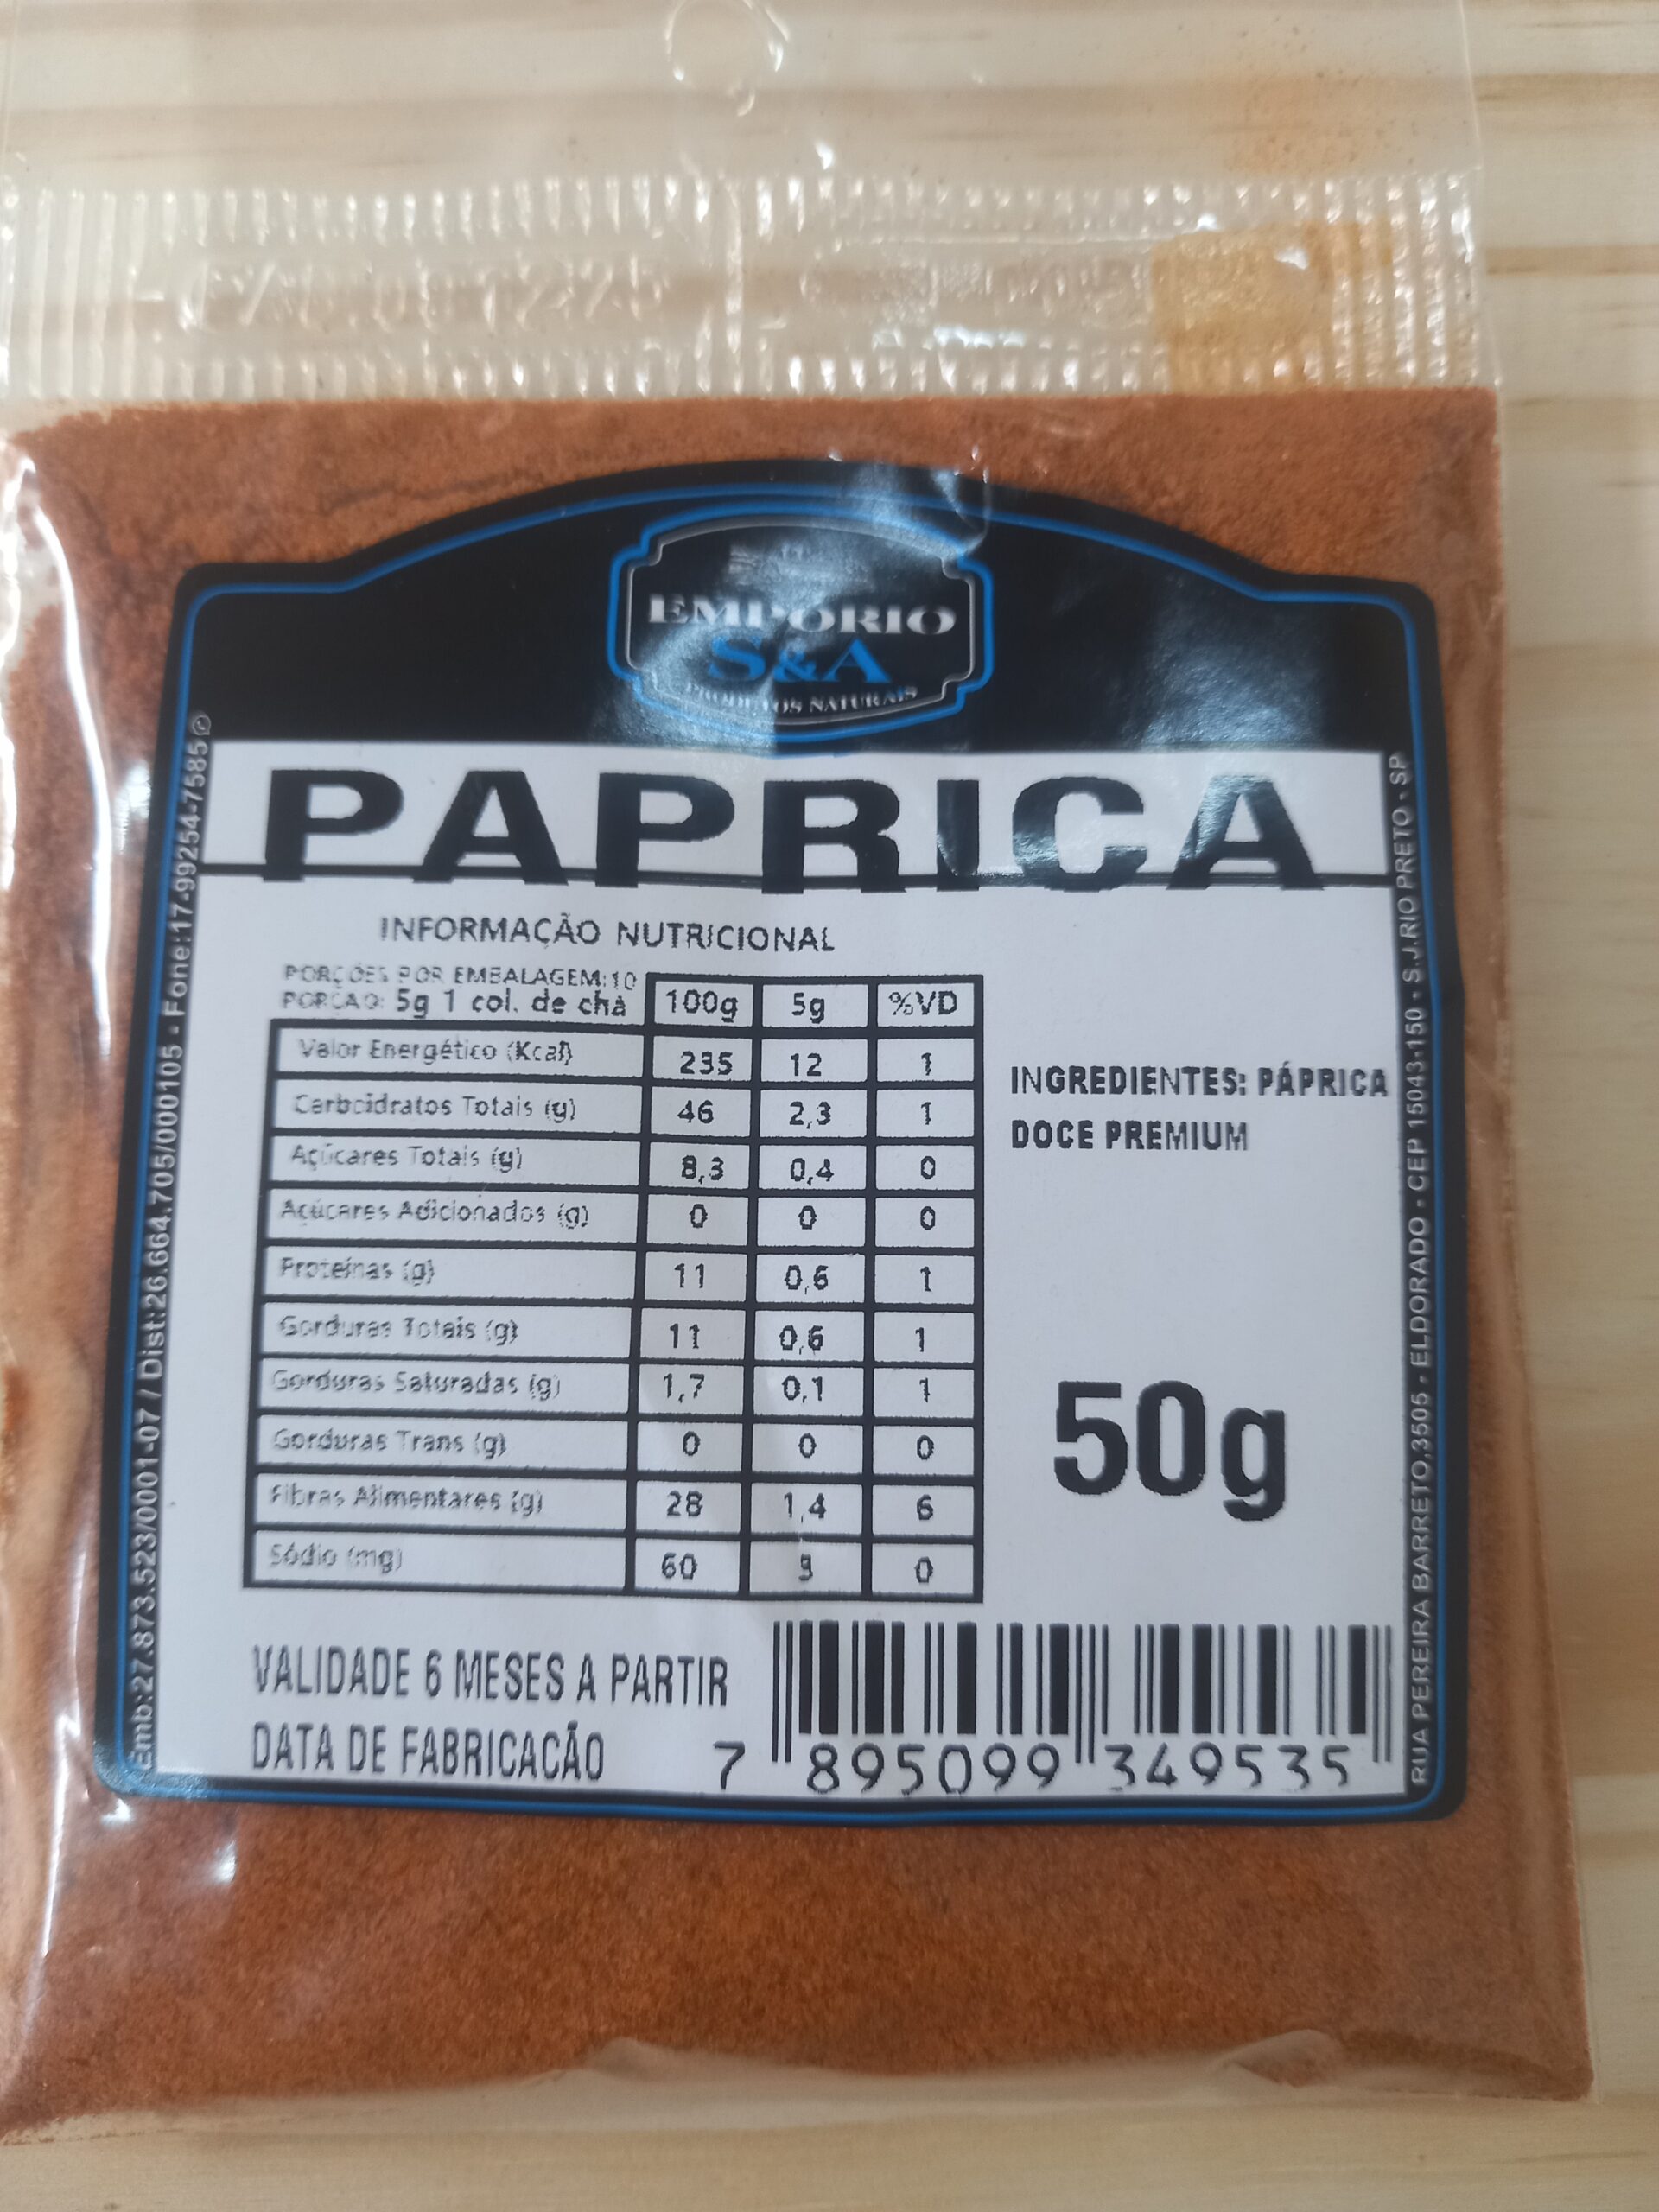 EMPORIO
S&A
PRODUTOS NATURAIS
PAPRICA
INFORMAÇÃO NUTRICIONAL
PORÇÕES POR EMBALAGEM:10
PORÇAO: 5g 1 col. de chá 100g 5g %VD
Valor Energético (Kcal) 235 12 1
Carboidratos Totais (g) 46 2,3 1
Açúcares Totais (g) 8,3 0,4 0
Açúcares Adicionados (g) 0 0 0
Proteínas (g) 11 0,6 1
Gorduras Totais (g) 11 0,6 1
Gorduras Saturadas (g) 1,7 0,1 1
Gorduras Trans (g) 0 0 0
Fibras Alimentares (g) 28 1,4 6
Sódio (mg) 60 3 0
INGREDIENTES: PÁPRICA
DOCE PREMIUM
50g
VALIDADE 6 MESES A PARTIR
DATA DE FABRICACÃO
7 895099 349535
Emb:27.873.523/0001-07 / Dist:26.664.705/000105 - Fone:17-99254-7585
RUA PEREIRA BARRETO,3505 - ELDORADO - CEP 15043-150 - S.J.RIO PRETO - SP